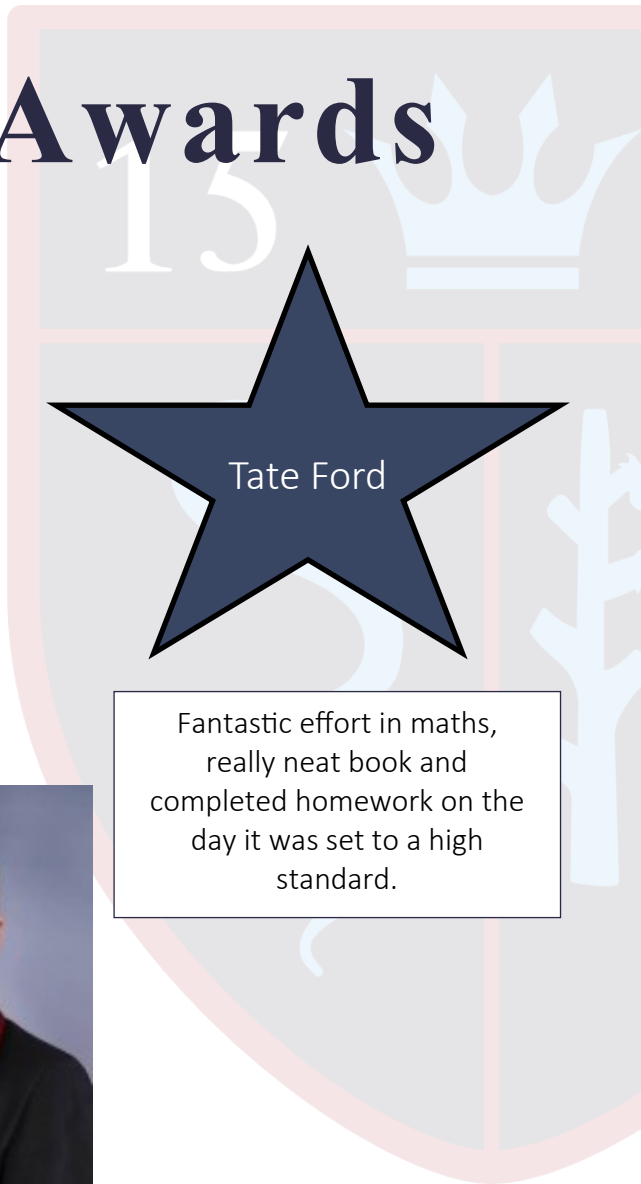 Awards
15
Tate Ford
Fantastic effort in maths,
really neat book and
completed homework on the
day it was set to a high
standard.